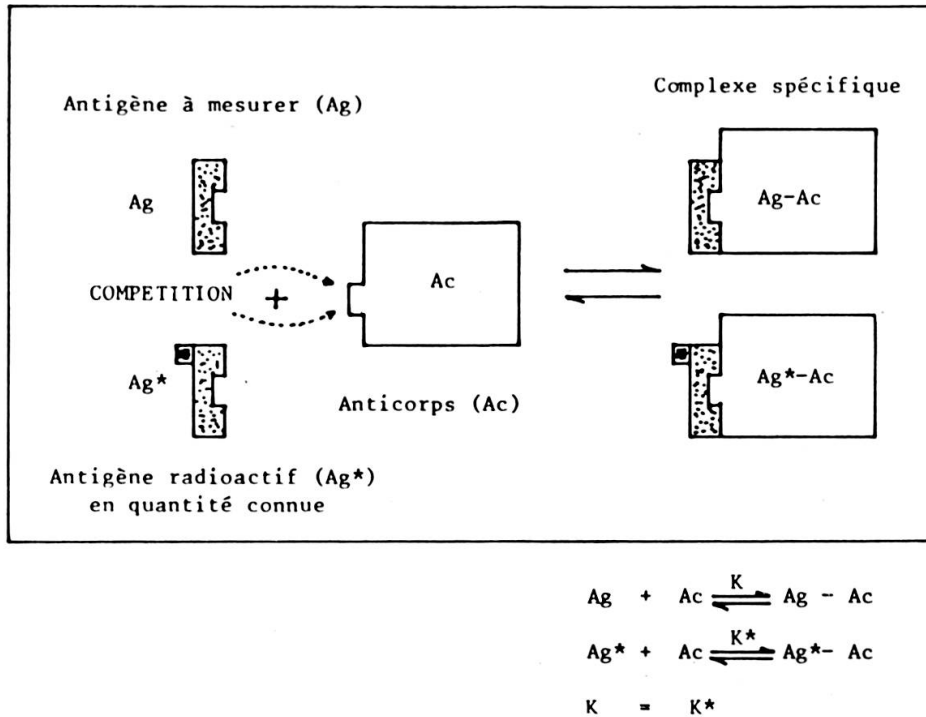 Antigène à mesurer (Ag)
Complexe spécifique
Ag
Ag-Ac
COMPETITION
+
Ac
Ag*
Ag*-Ac
Anticorps (Ac)
Antigène radioactif (Ag*)
en quantité connue
Ag + Ac K Ag - Ac
Ag* + Ac K* Ag*- Ac
K = K*